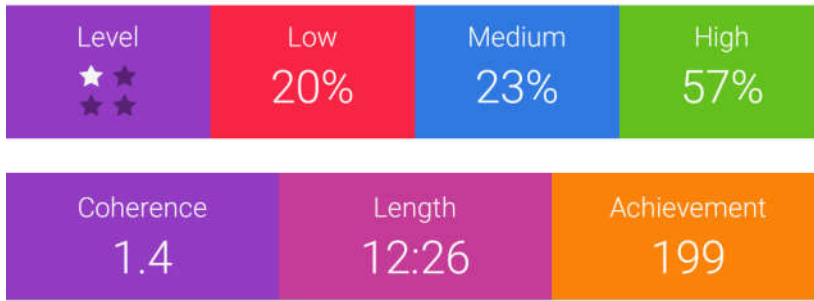 Level Low Medium High
20% 23% 57%
Coherence Length Achievement
1.4 12:26 199